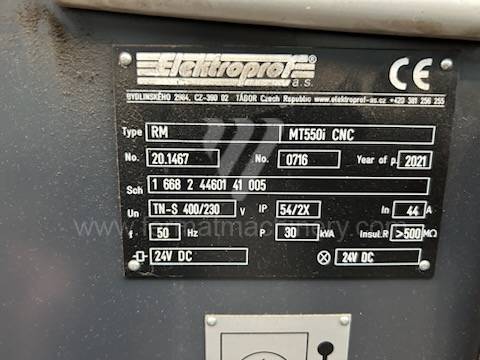 Elektroprof®
a.s.
CE
BYDLINSKÉHO 2964, CZ-390 02 TÁBOR Czech Republic www.elektroprof-as.cz +420 381 256 255
Type RM MT550i CNC
No. 20.1467 No. 0716 Year of p. 2021
Sch 1 668 2 44601 41 005
Un TN-S 400/230 V IP 54/2X In 44 A
f 50 Hz P 30 kVA Insul.R >500 MΩ
24V DC 24V DC